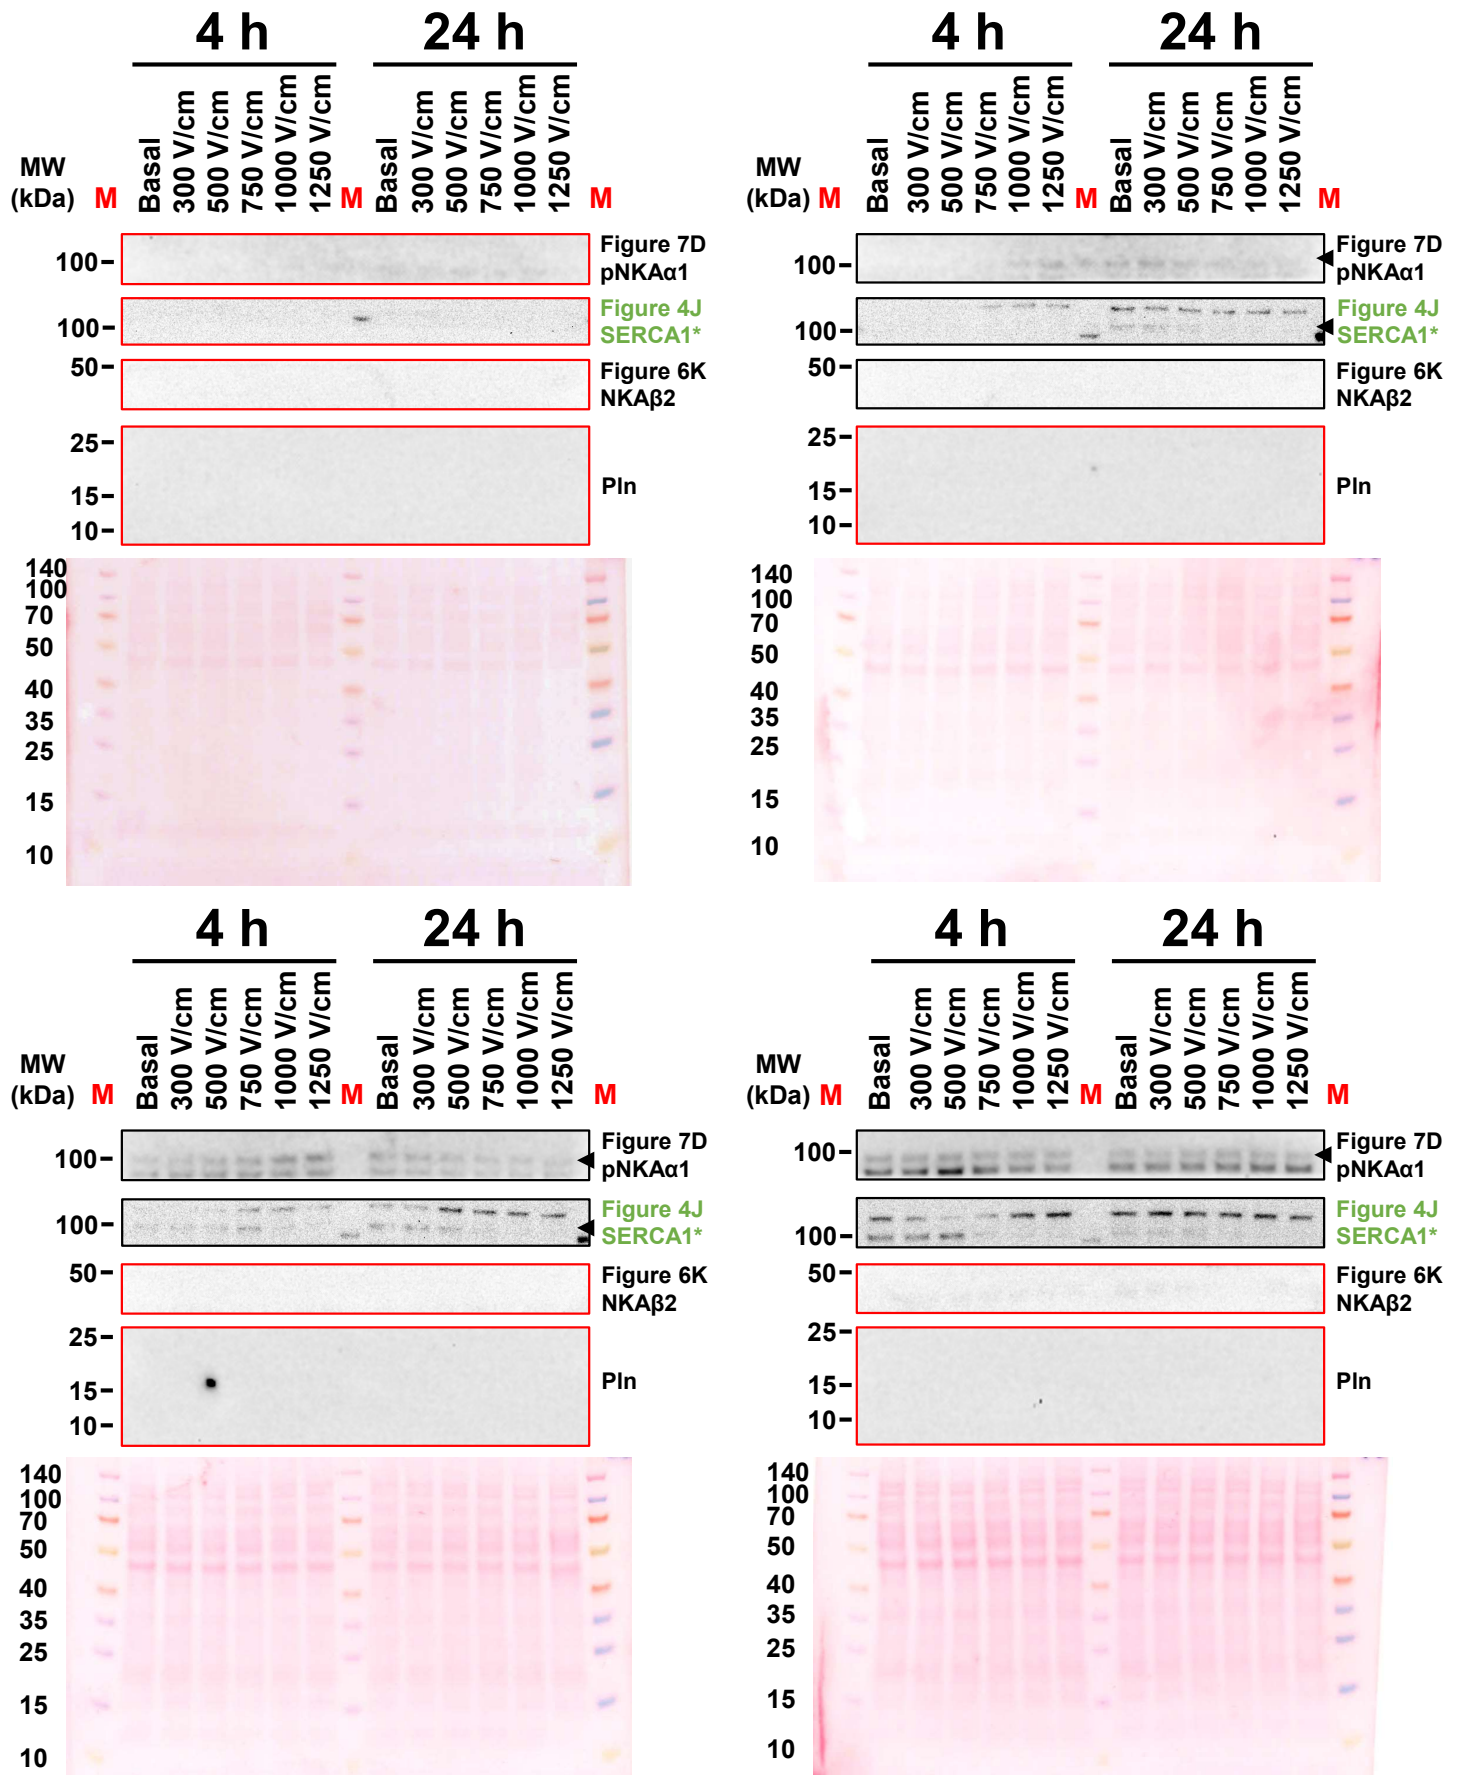 4 h 24 h
Basal 300 V/cm 500 V/cm 750 V/cm 1000 V/cm 1250 V/cm Basal 300 V/cm 500 V/cm 750 V/cm 1000 V/cm 1250 V/cm
MW
(kDa) M M M
100 Figure 7D
pNKAα1
100 Figure 4J
SERCA1*
50 Figure 6K
NKAβ2
25
15 Pln
10
140
100
70
50
40
35
25
15
10
4 h 24 h
Basal 300 V/cm 500 V/cm 750 V/cm 1000 V/cm 1250 V/cm Basal 300 V/cm 500 V/cm 750 V/cm 1000 V/cm 1250 V/cm
MW
(kDa) M M M
100 Figure 7D
pNKAα1
100 Figure 4J
SERCA1*
50 Figure 6K
NKAβ2
25
15 Pln
10
140
100
70
50
40
35
25
15
10
4 h 24 h
Basal 300 V/cm 500 V/cm 750 V/cm 1000 V/cm 1250 V/cm Basal 300 V/cm 500 V/cm 750 V/cm 1000 V/cm 1250 V/cm
MW
(kDa) M M M
100 Figure 7D
pNKAα1
100 Figure 4J
SERCA1*
50 Figure 6K
NKAβ2
25
15 Pln
10
140
100
70
50
40
35
25
15
10
4 h 24 h
Basal 300 V/cm 500 V/cm 750 V/cm 1000 V/cm 1250 V/cm Basal 300 V/cm 500 V/cm 750 V/cm 1000 V/cm 1250 V/cm
MW
(kDa) M M M
100 Figure 7D
pNKAα1
100 Figure 4J
SERCA1*
50 Figure 6K
NKAβ2
25
15 Pln
10
140
100
70
50
40
35
25
15
10